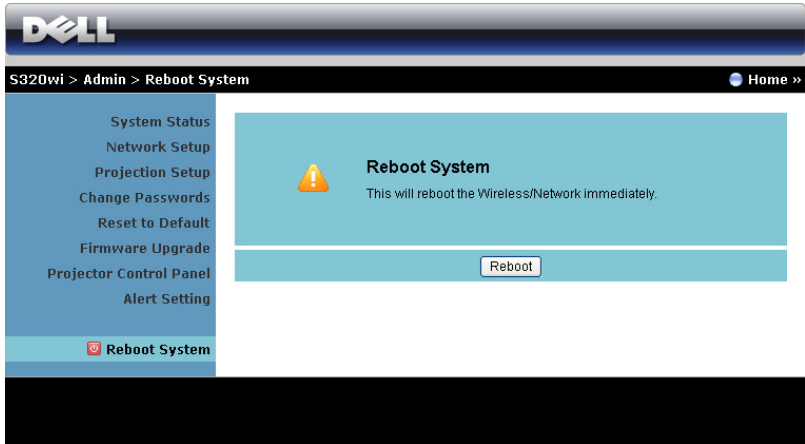 DELL
S320wi > Admin > Reboot System
Home »
System Status
Network Setup
Projection Setup
Change Passwords
Reset to Default
Firmware Upgrade
Projector Control Panel
Alert Setting
Reboot System
Reboot System
This will reboot the Wireless/Network immediately.
Reboot